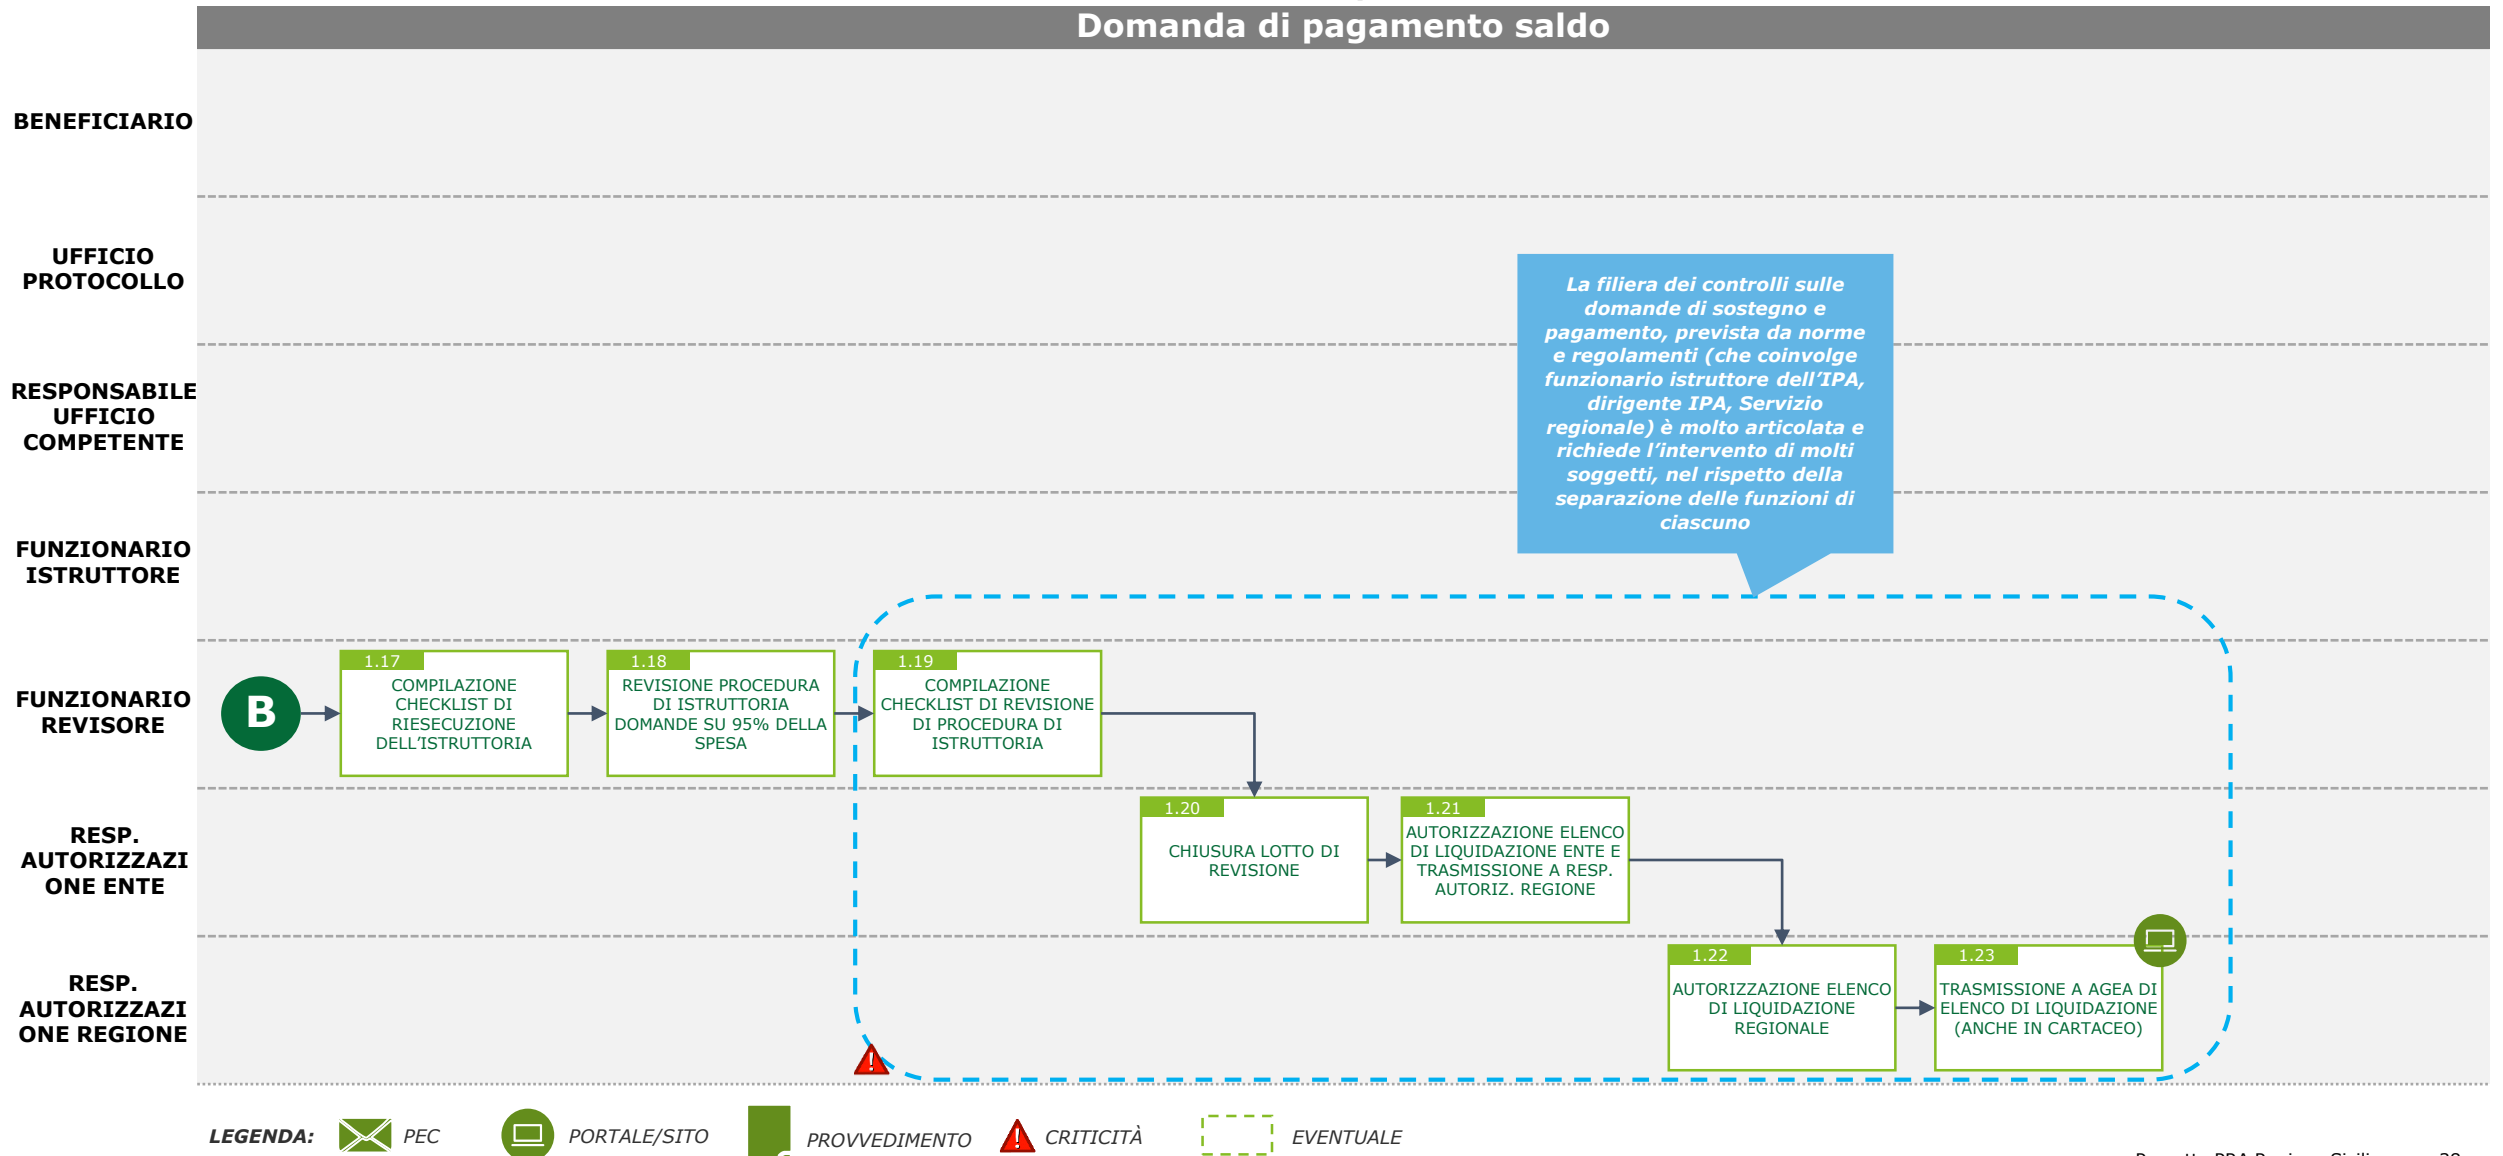 Domanda di pagamento saldo
BENEFICIARIO
UFFICIO
PROTOCOLLO
La filiera dei controlli sulle
domande di sostegno e
pagamento, prevista da norme
e regolamenti (che coinvolge
funzionario istruttore dell’IPA,
dirigente IPA, Servizio
regionale) è molto articolata e
richiede l’intervento di molti
soggetti, nel rispetto della
separazione delle funzioni di
ciascuno
RESPONSABILE
UFFICIO
COMPETENTE
FUNZIONARIO
ISTRUTTORE
FUNZIONARIO
REVISORE
B
1.17
COMPILAZIONE
CHECKLIST DI
RIESECUZIONE
DELL’ISTRUTTORIA
1.18
REVISIONE PROCEDURA
DI ISTRUTTORIA
DOMANDE SU 95% DELLA
SPESA
1.19
COMPILAZIONE
CHECKLIST DI REVISIONE
DI PROCEDURA DI
ISTRUTTORIA
RESP.
AUTORIZZAZI
ONE ENTE
1.20
CHIUSURA LOTTO DI
REVISIONE
1.21
AUTORIZZAZIONE ELENCO
DI LIQUIDAZIONE ENTE E
TRASMISSIONE A RESP.
AUTORIZ. REGIONE
RESP.
AUTORIZZAZI
ONE REGIONE
1.22
AUTORIZZAZIONE ELENCO
DI LIQUIDAZIONE
REGIONALE
1.23
TRASMISSIONE A AGEA DI
ELENCO DI LIQUIDAZIONE
(ANCHE IN CARTACEO)
LEGENDA:
PEC
PORTALE/SITO
PROVVEDIMENTO
CRITICITÀ
EVENTUALE